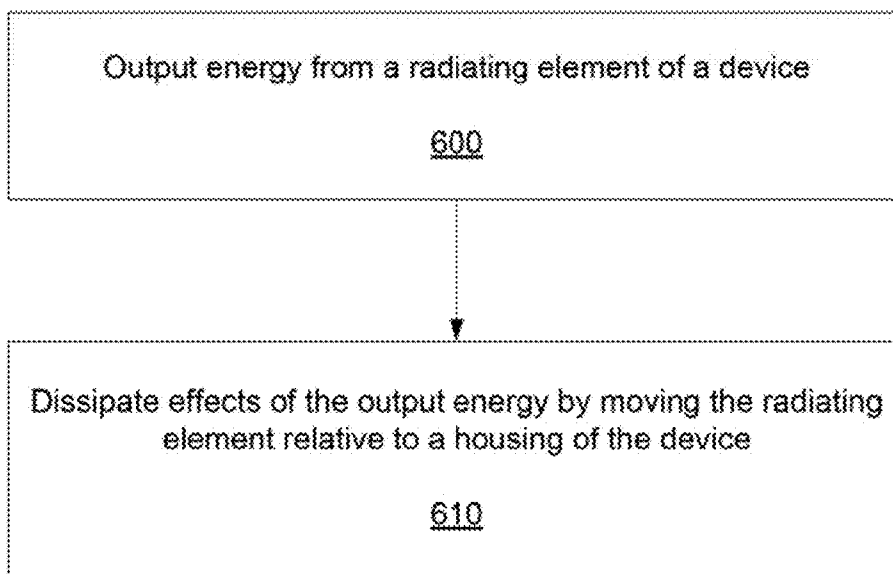 Output energy from a radiating element of a device
600
Dissipate effects of the output energy by moving the radiating
element relative to a housing of the device
610